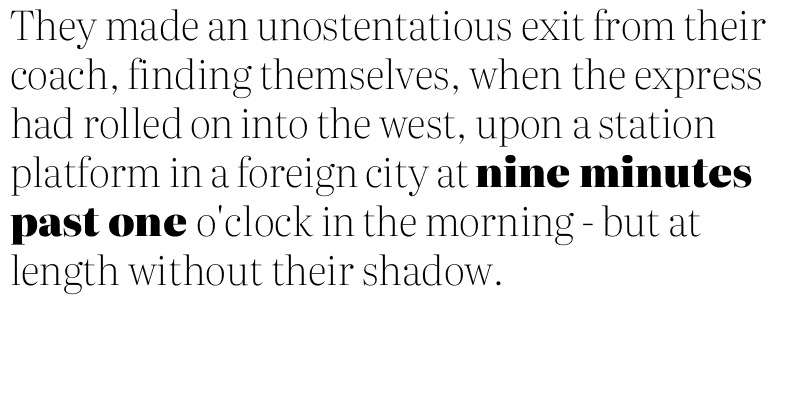 They made an unostentatious exit from their
coach, finding themselves, when the express
had rolled on into the west, upon a station
platform in a foreign city at nine minutes
past one o'clock in the morning - but at
length without their shadow.